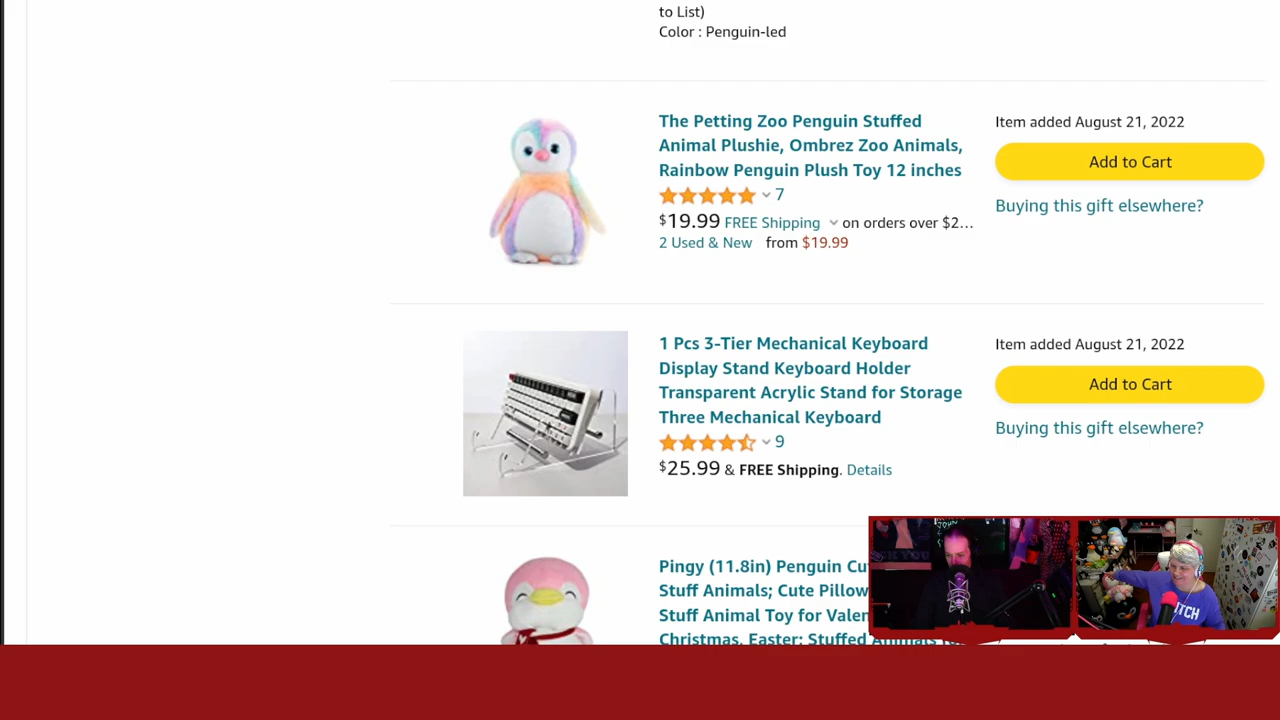 to List)
Color : Penguin-led
The Petting Zoo Penguin Stuffed
Animal Plushie, Ombrez Zoo Animals,
Rainbow Penguin Plush Toy 12 inches
7
$19.99 FREE Shipping on orders over $2…
2 Used & New from $19.99
Item added August 21, 2022
Add to Cart
Buying this gift elsewhere?
1 Pcs 3-Tier Mechanical Keyboard
Display Stand Keyboard Holder
Transparent Acrylic Stand for Storage
Three Mechanical Keyboard
9
$25.99 & FREE Shipping. Details
Item added August 21, 2022
Add to Cart
Buying this gift elsewhere?
Pingy (11.8in) Penguin
Stuff Animals; Cute Pillow
Stuff Animal Toy for
Christmas, Easter; Stuffed Animals
JOHN